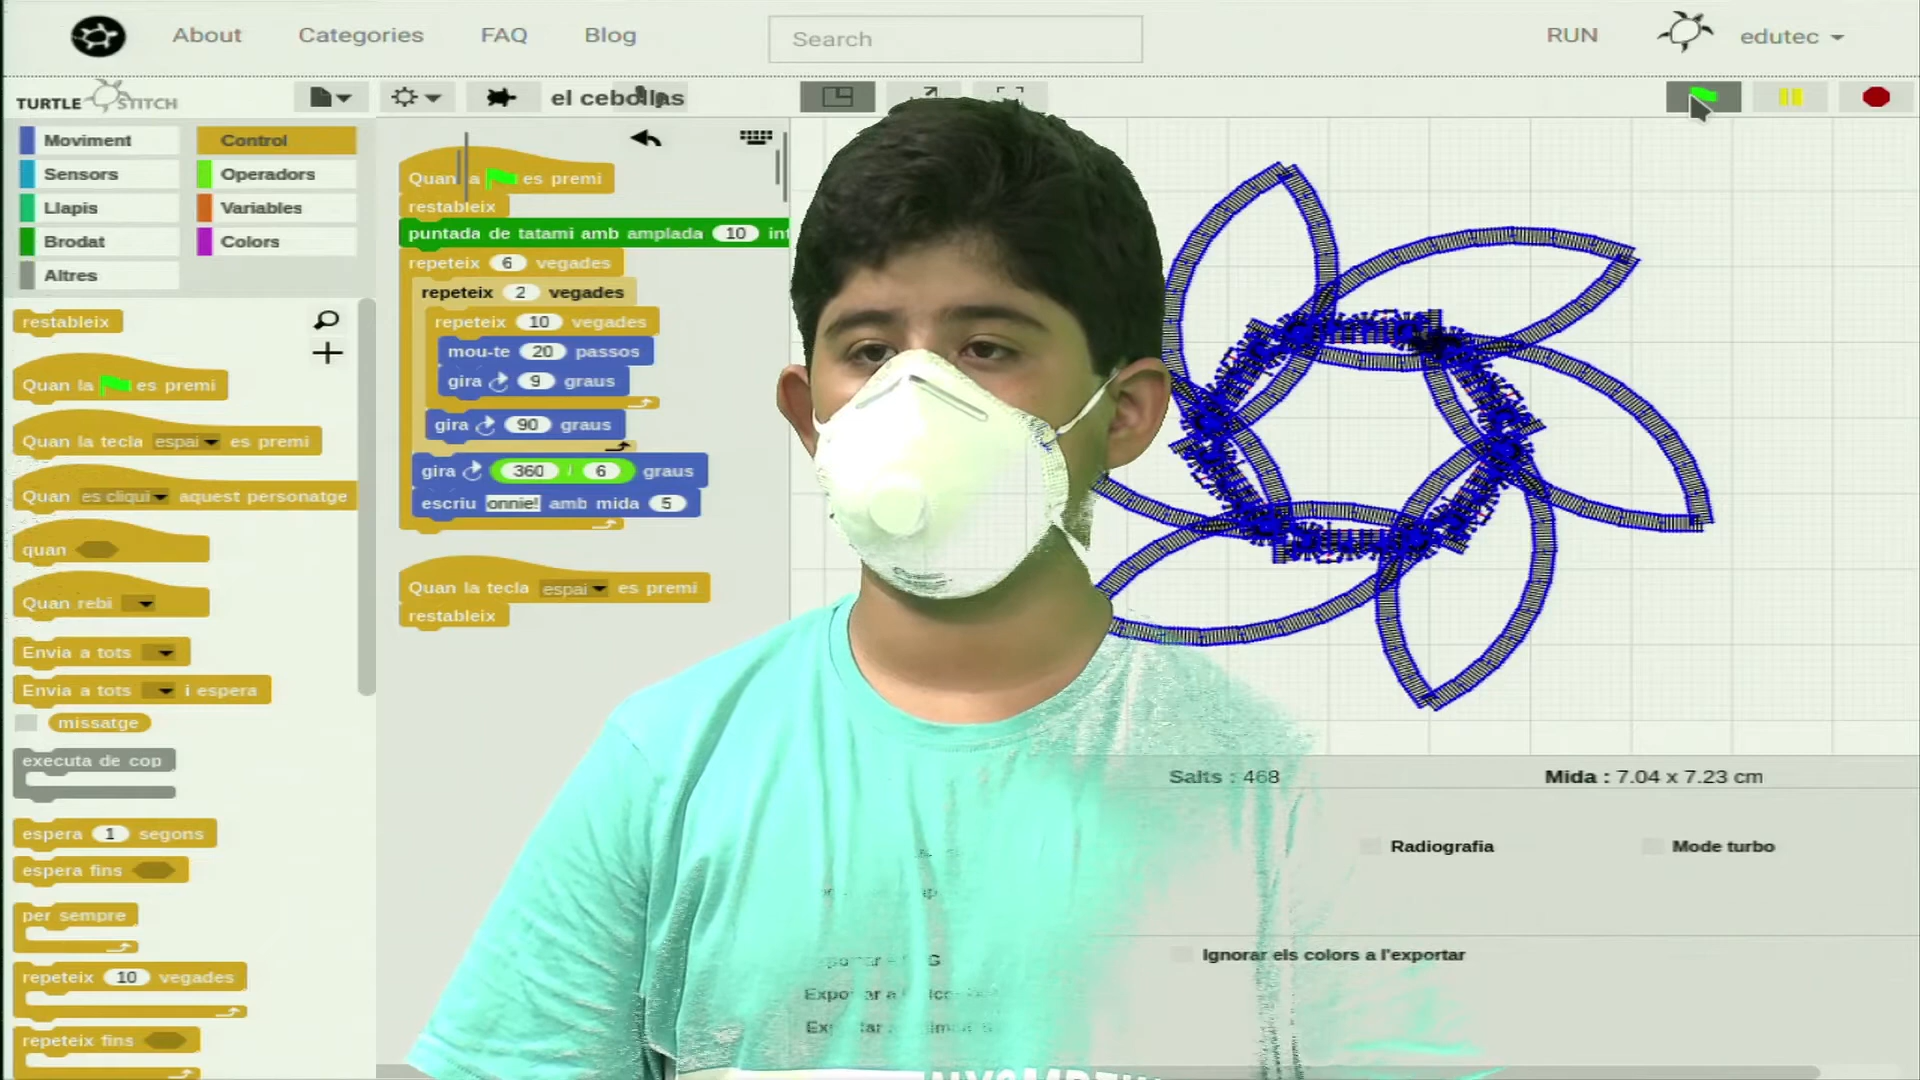 About Categories FAQ Blog Search RUN edutec
TURTLE STITCH el cebollas
Moviment Control
Sensors Operadors
Llapis Variables
Brodat Colors
Altres
restableix
Quan la es premi
Quan la tecla espai es premi
Quan es cliqui aquest personatge
quan
Quan rebi
Envia a tots
Envia a tots i espera
missatge
executa de cop
espera 1 segons
espera fins
per sempre
repeteix 10 vegades
repeteix fins
Quan la es premi
restableix
puntada de tatami amb amplada 10
repeteix 6 vegades
repeteix 2 vegades
repeteix 10 vegades
mou-te 20 passos
gira 9 graus
gira 90 graus
gira 360 / 6 graus
escriu onnie! amb mida 5
Quan la tecla espai es premi
restableix
Salts : 468 Mida : 7.04 x 7.23 cm
Radiografia Mode turbo
Ignorar els colors a l'exportar